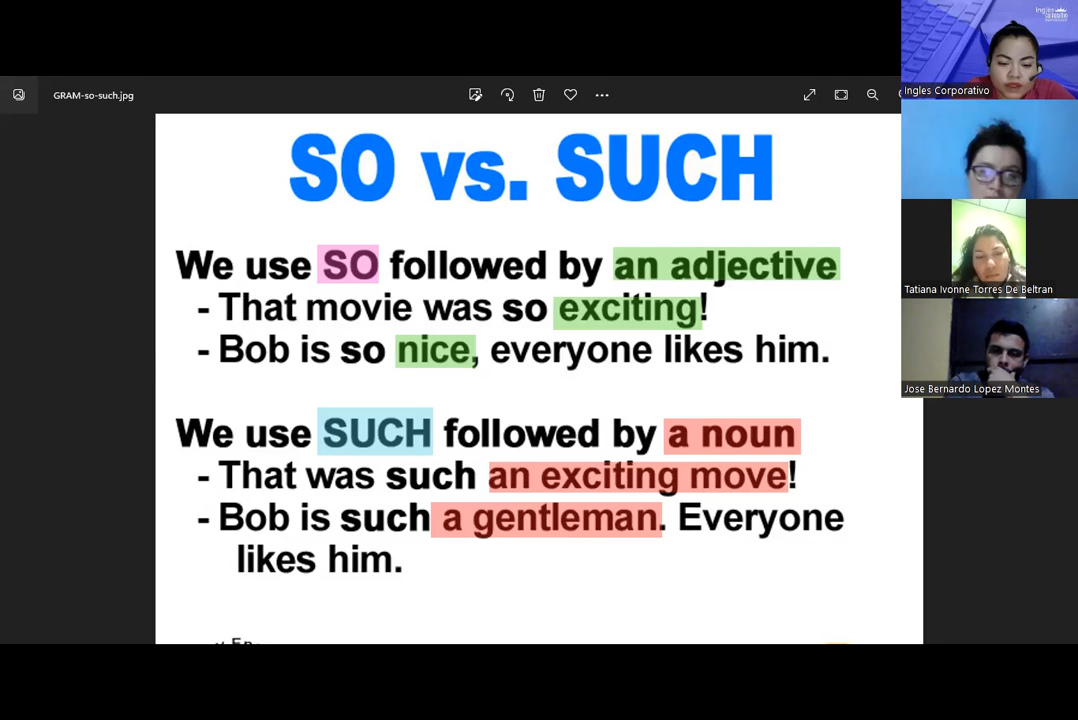 Ingles
GRAM-so-such.jpg
Ingles Corporativo
SO vs. SUCH
We use SO followed by an adjective
- That movie was so exciting!
- Bob is so nice, everyone likes him.
Tatiana Ivonne Torres De Beltran
Jose Bernardo Lopez Montes
We use SUCH followed by a noun
- That was such an exciting move!
- Bob is such a gentleman. Everyone
likes him.